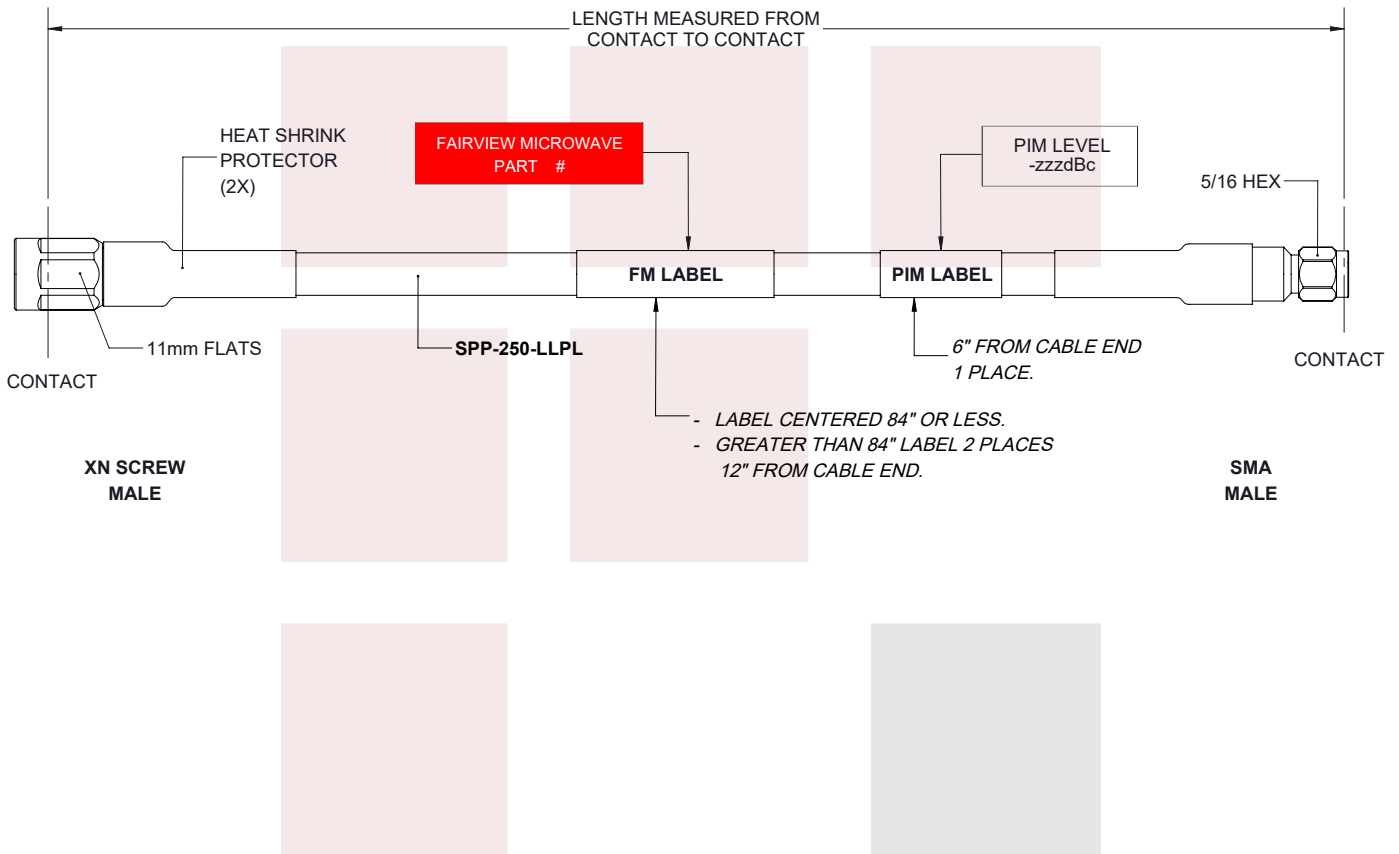 LENGTH MEASURED FROM
CONTACT TO CONTACT
HEAT SHRINK
PROTECTOR
(2X)
FAIRVIEW MICROWAVE
PART #
PIM LEVEL
-zzzdBc
5/16 HEX
FM LABEL
PIM LABEL
11mm FLATS
SPP-250-LLPL
6" FROM CABLE END
1 PLACE.
CONTACT
CONTACT
- LABEL CENTERED 84" OR LESS.
- GREATER THAN 84" LABEL 2 PLACES
12" FROM CABLE END.
XN SCREW
MALE
SMA
MALE